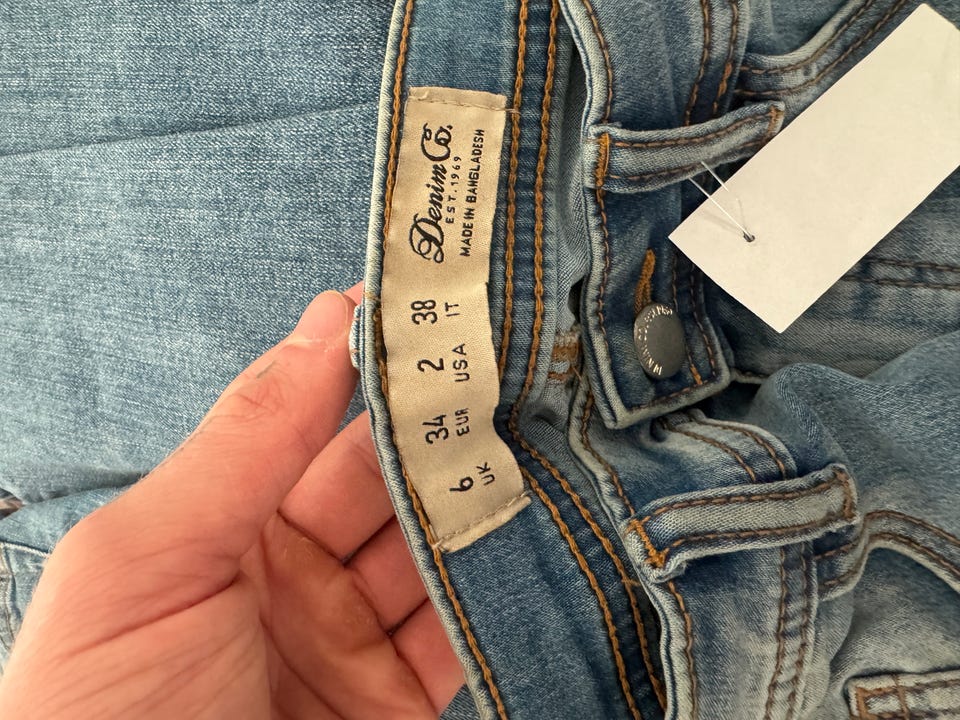 Denim Co.
EST. 1969
MADE IN BANGLADESH
6 34 2 38
UK EUR USA IT